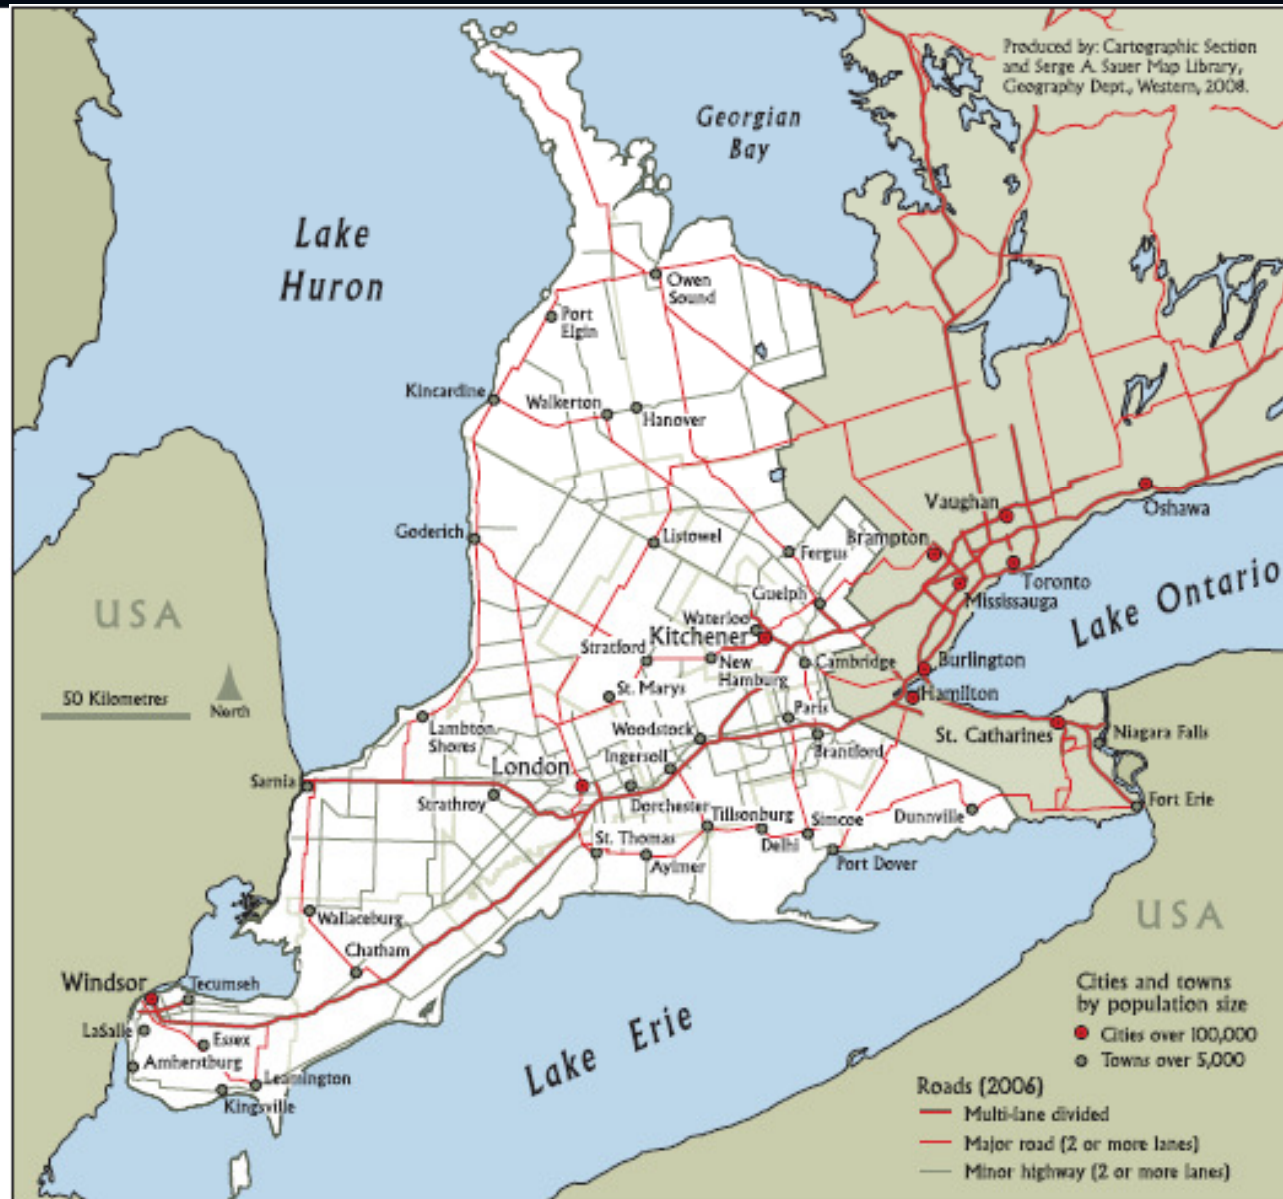 Produced by: Cartographic Section
and Serge A. Sauer Map Library,
Geography Dept., Western, 2008.
Georgian
Bay
Lake
Huron
Owen
Sound
Port
Elgin
Kincardine
Walkerton
Hanover
Goderich
Listowel
Fergus
Vaughan
Oshawa
Brampton
Toronto
Mississauga
Lake Ontario
Guelph
Waterloo
Kitchener
Stratford
New
Hamburg
Cambridge
Burlington
Hamilton
USA
50 Kilometres
North
St. Marys
Lambton
Shores
Woodstock
Paris
Brantford
St. Catharines
Niagara Falls
Ingersoll
London
Sarnia
Strathroy
Dorchester
Tillsonburg
Simcoe
Dunnville
Fort Erie
St. Thomas
Delhi
Aylmer
Port Dover
Wallaceburg
Chatham
USA
Windsor
Tecumseh
LaSalle
Essex
Amherstburg
Leamington
Kingsville
Lake Erie
Cities and towns
by population size
Cities over 100,000
Towns over 5,000
Roads (2006)
Multi-lane divided
Major road (2 or more lanes)
Minor highway (2 or more lanes)